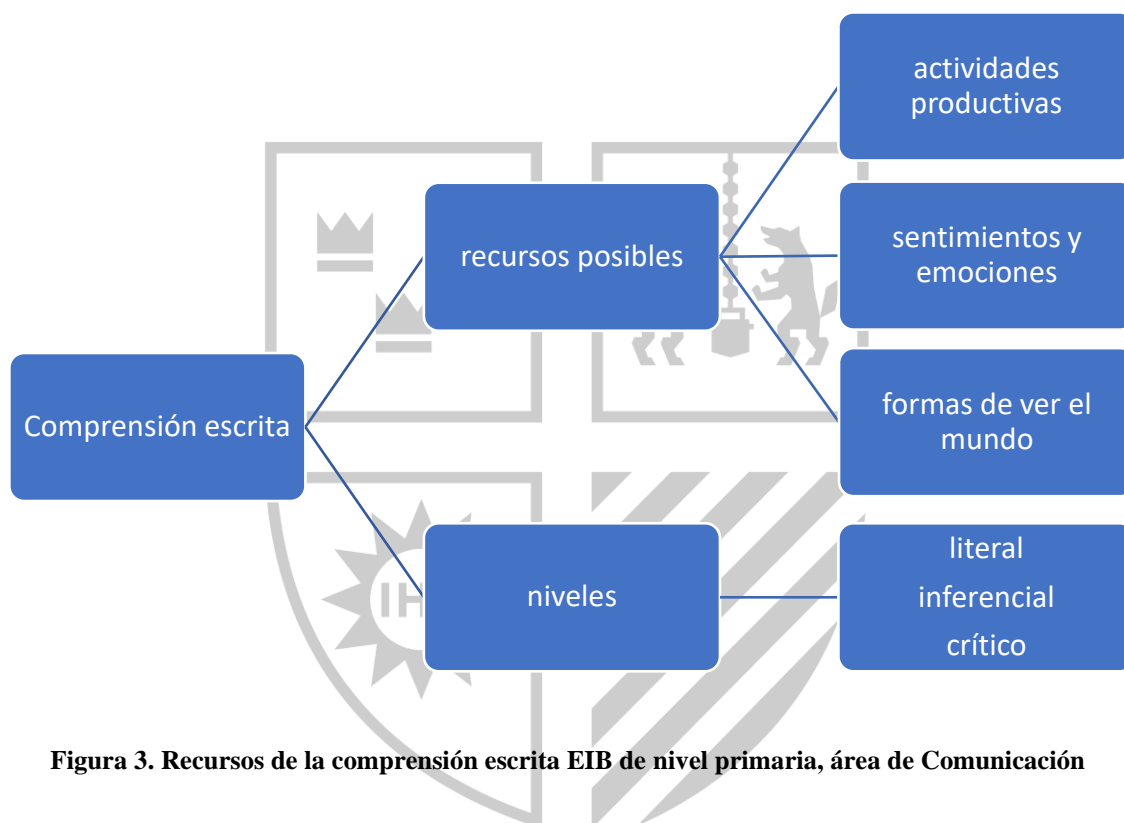 Comprensión escrita
recursos posibles
actividades
productivas
sentimientos y
emociones
formas de ver el
mundo
niveles
literal
inferencial
crítico
IH
Figura 3. Recursos de la comprensión escrita EIB de nivel primaria, área de Comunicación